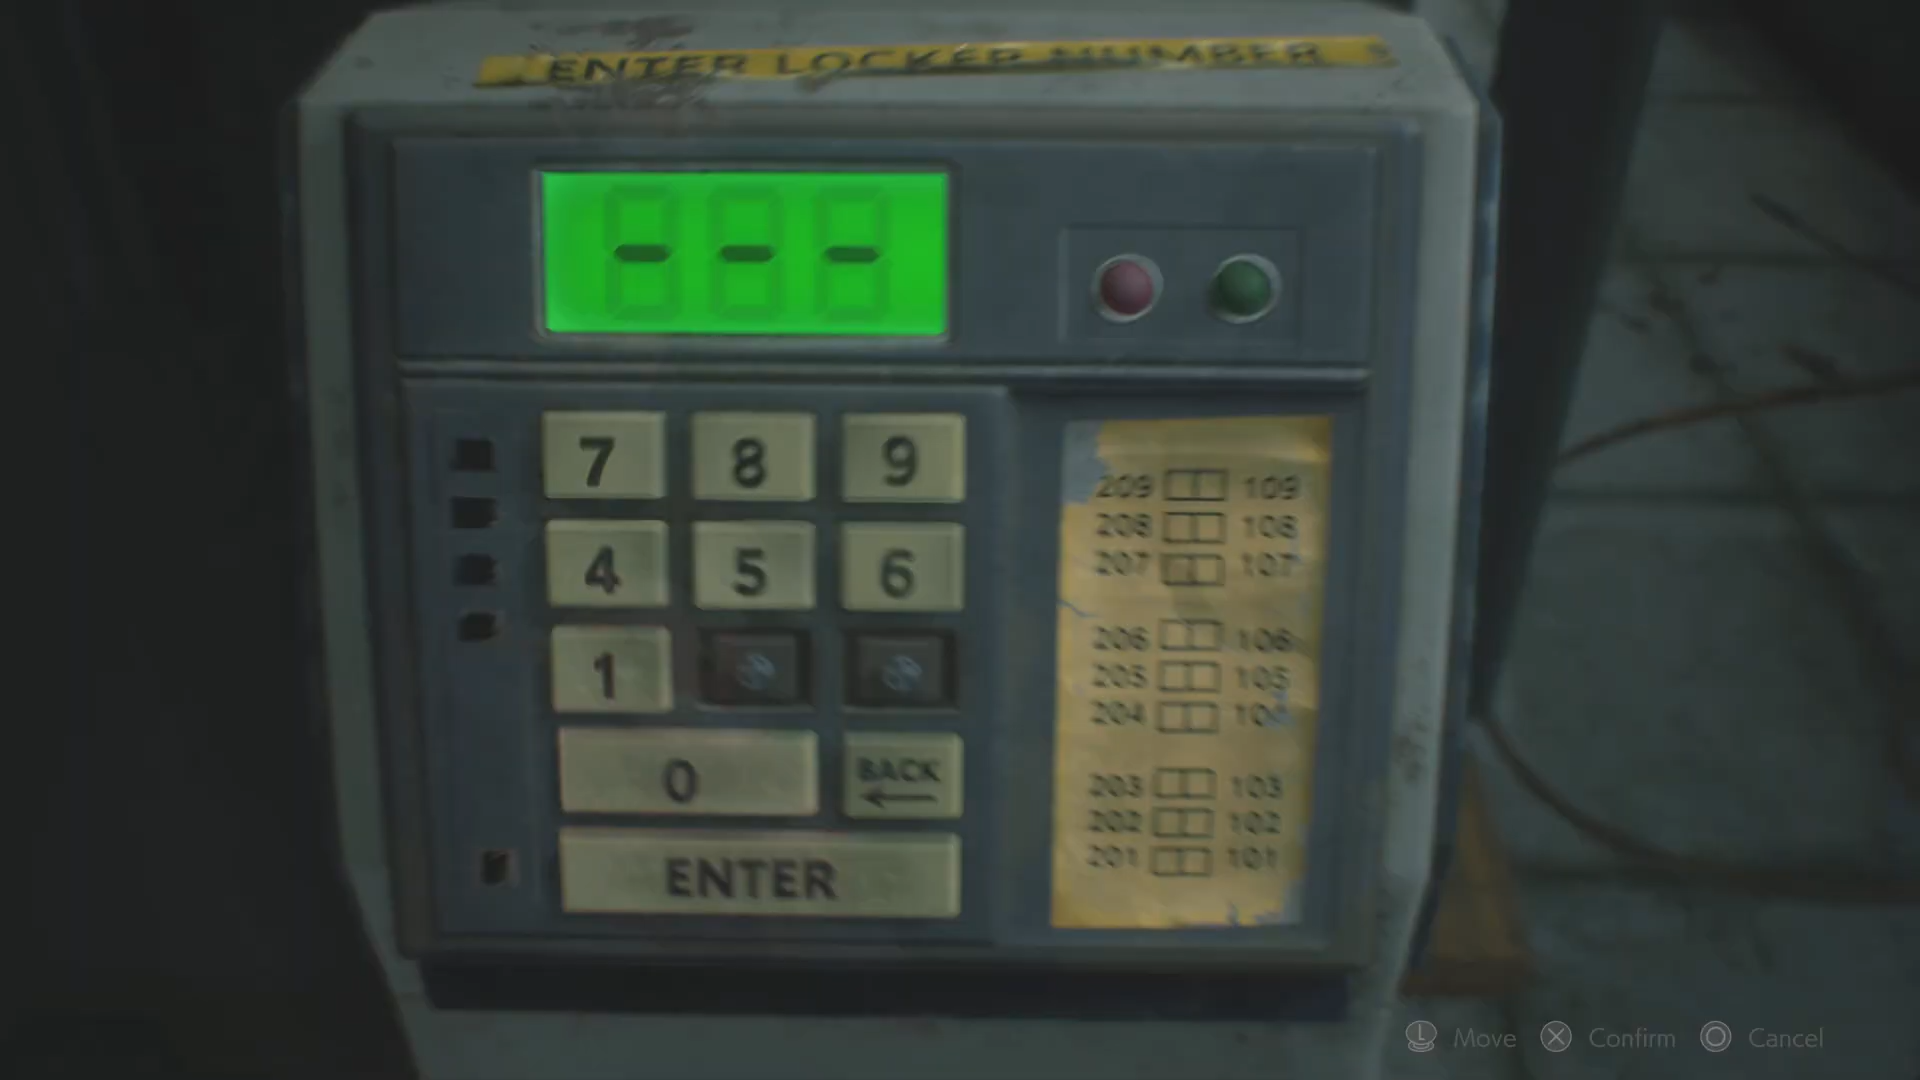 ENTER LOCKER NUMBER
- - -
7 8 9
4 5 6
1
0 BACK
ENTER
209 109
208 108
207 107
206 106
205 105
204 104
203 103
202 102
201 101
L Move Confirm Cancel